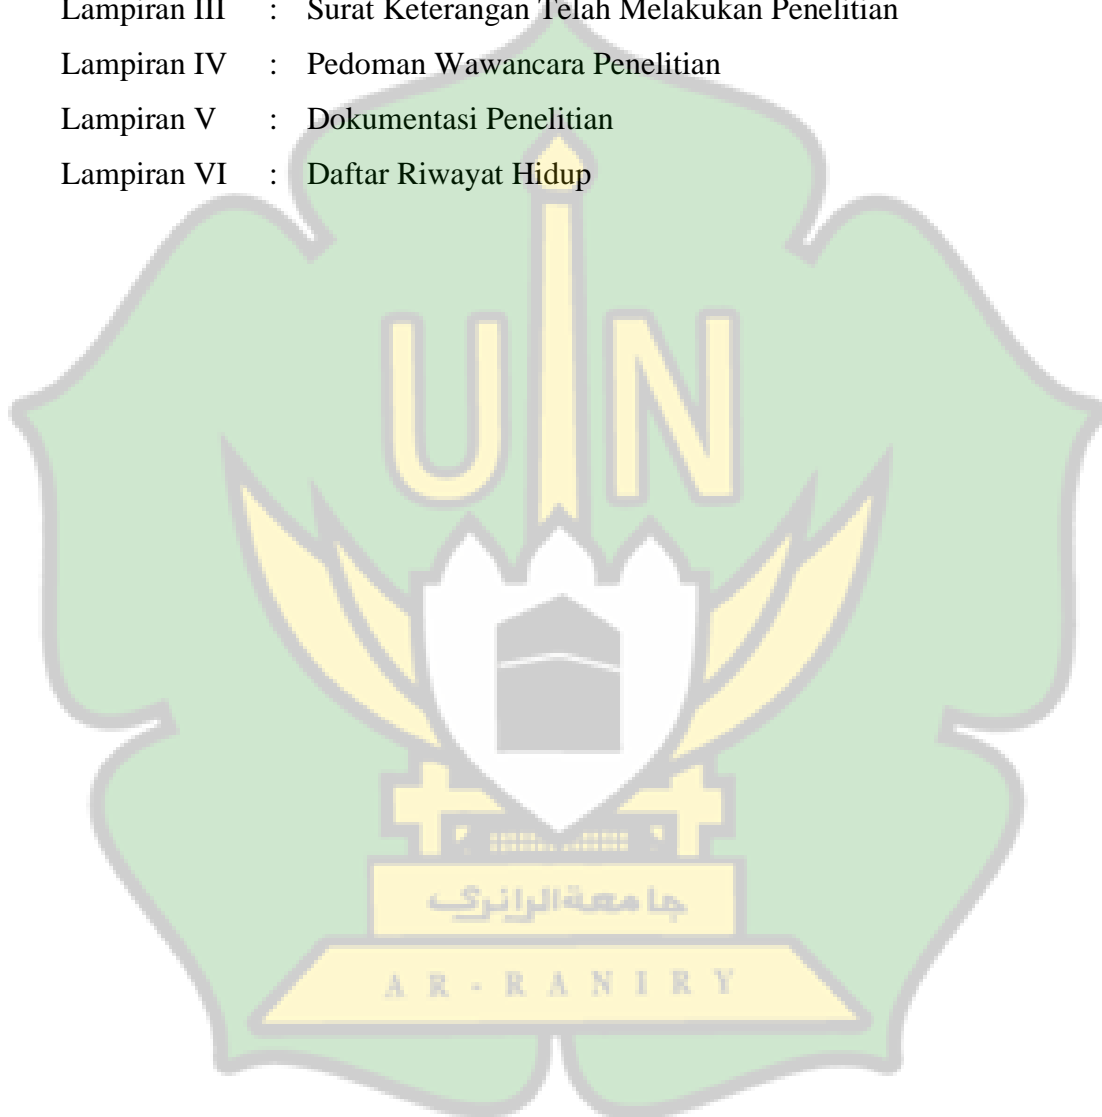 Lampiran III : Surat Keterangan Telah Melakukan Penelitian
Lampiran IV : Pedoman Wawancara Penelitian
Lampiran V : Dokumentasi Penelitian
Lampiran VI : Daftar Riwayat Hidup
UIN
جامعة الرانري
AR-RANIRY